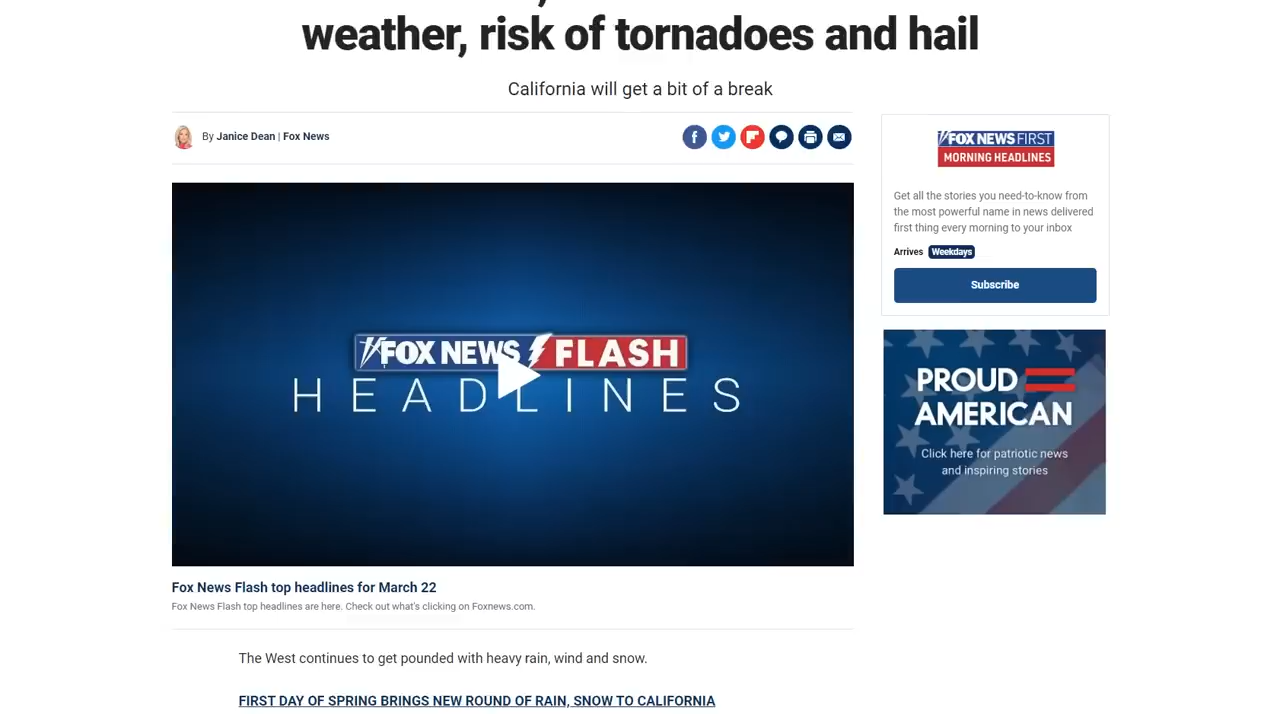 weather, risk of tornadoes and hail
California will get a bit of a break
By Janice Dean | Fox News
FOX NEWS FLASH
HEADLINES
Fox News Flash top headlines for March 22
Fox News Flash top headlines are here. Check out what's clicking on Foxnews.com.
The West continues to get pounded with heavy rain, wind and snow.
FIRST DAY OF SPRING BRINGS NEW ROUND OF RAIN, SNOW TO CALIFORNIA
FOX NEWS FIRST
MORNING HEADLINES
Get all the stories you need-to-know from
the most powerful name in news delivered
first thing every morning to your inbox
Arrives Weekdays
Subscribe
PROUD
AMERICAN
Click here for patriotic news
and inspiring stories